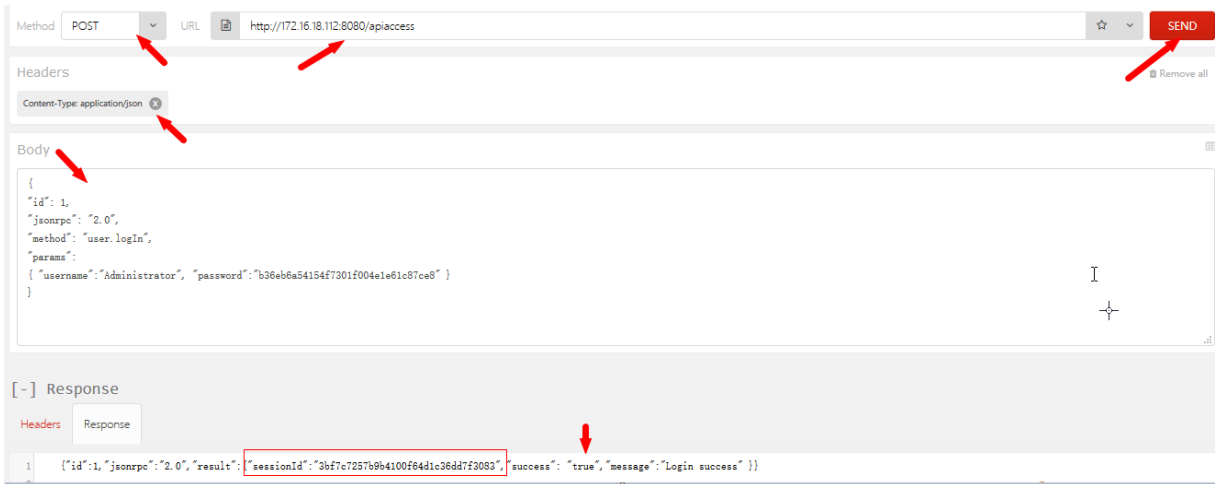 Method POST URL http://172.16.18.112:8080/apiaccess SEND
Headers Remove all
Content-Type: application/json
Body
{
"id": 1,
"jsonrpc": "2.0",
"method": "user.logIn",
"params":
{ "username":"Administrator", "password":"b36eb6a54154f7301f004e1e61c87ce8" }
}
[-] Response
Headers Response
1 {"id":1,"jsonrpc":"2.0","result":{"sessionId":"3bf7c7257b9b4100f64d1c36dd7f3083","success": "true","message":"Login success" }}